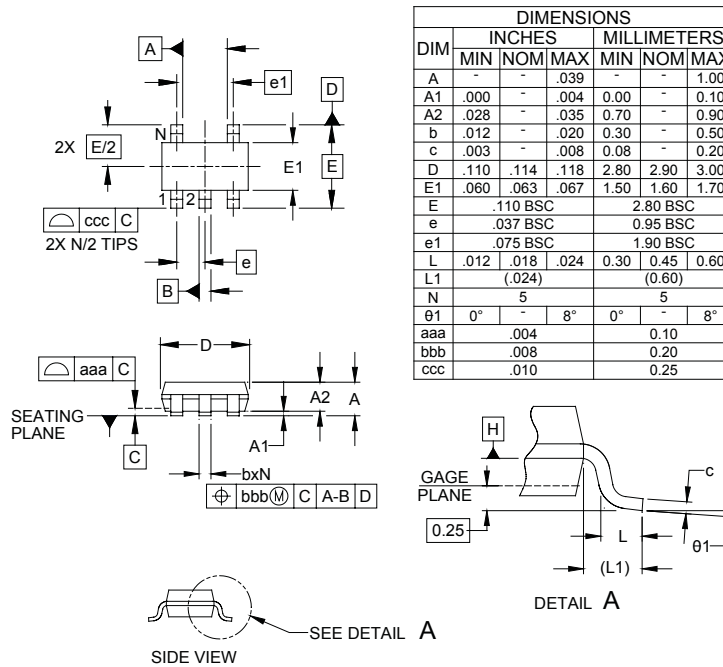 A
e1
D
N
2X E/2
E1
E
1 2
ccc C
2X N/2 TIPS
e
B
D
aaa C
A2 A
SEATING
PLANE
A1
C
bxN
bbb Ⓜ C A-B D
SEE DETAIL A
SIDE VIEW
DIMENSIONS
DIM INCHES MILLIMETERS
MIN NOM MAX MIN NOM MAX
A - - .039 - - 1.00
A1 .000 - .004 0.00 - 0.10
A2 .028 - .035 0.70 - 0.90
b .012 - .020 0.30 - 0.50
c .003 - .008 0.08 - 0.20
D .110 .114 .118 2.80 2.90 3.00
E1 .060 .063 .067 1.50 1.60 1.70
E .110 BSC 2.80 BSC
e .037 BSC 0.95 BSC
e1 .075 BSC 1.90 BSC
L .012 .018 .024 0.30 0.45 0.60
L1 (.024) (0.60)
N 5 5
θ1 0° - 8° 0° - 8°
aaa .004 0.10
bbb .008 0.20
ccc .010 0.25
H
GAGE
PLANE
c
0.25
L
θ1
(L1)
DETAIL A